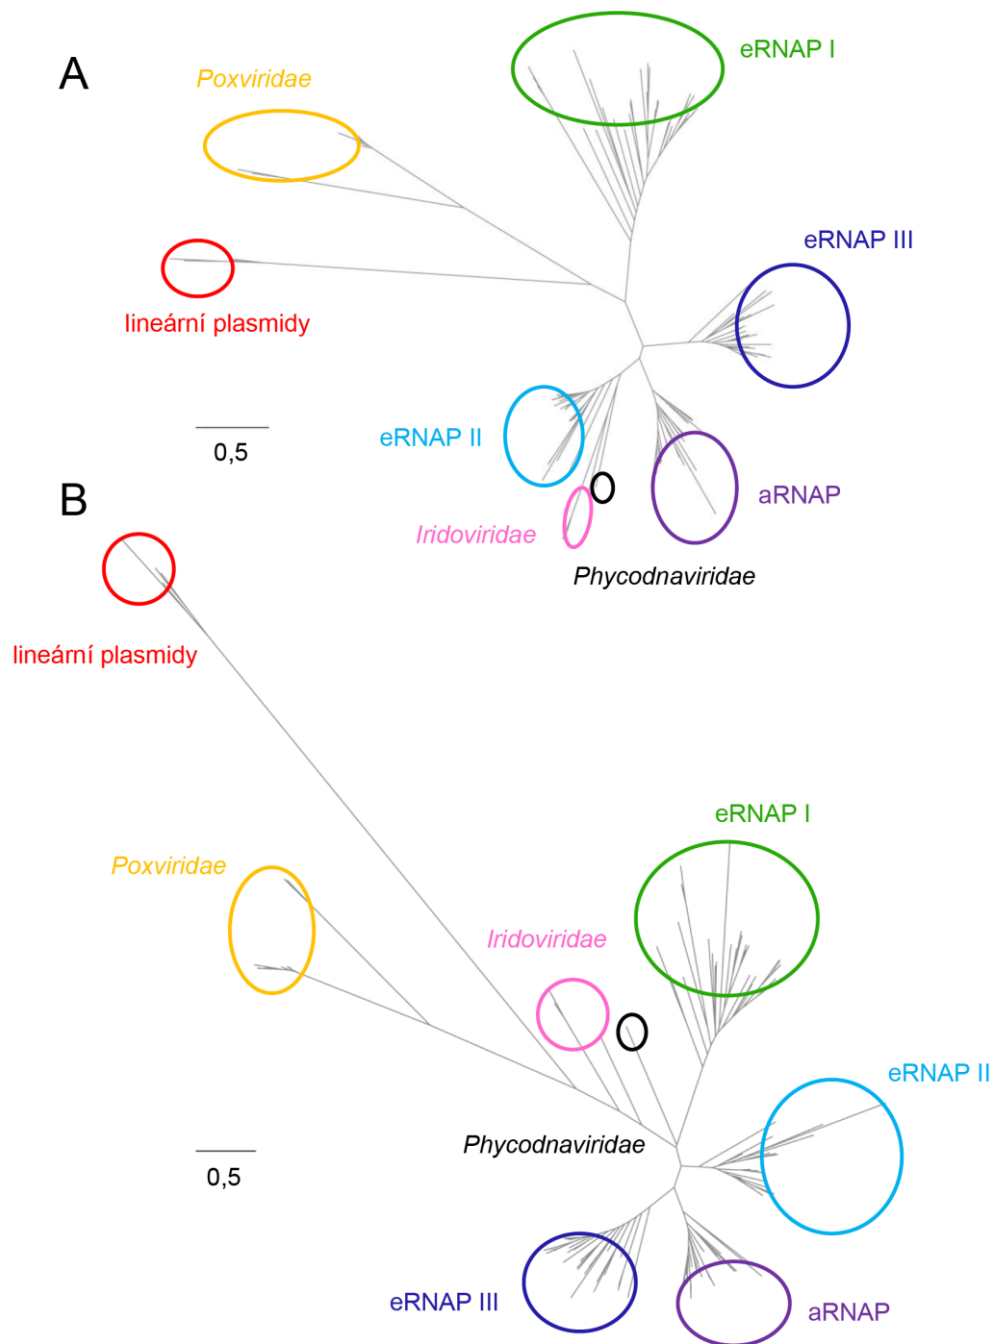 A
Poxviridae
eRNAP I
eRNAP III
lineární plasmidy
0,5
eRNAP II
aRNAP
Iridoviridae
Phycodnaviridae
B
lineární plasmidy
eRNAP I
Poxviridae
Iridoviridae
eRNAP II
Phycodnaviridae
0,5
eRNAP III
aRNAP